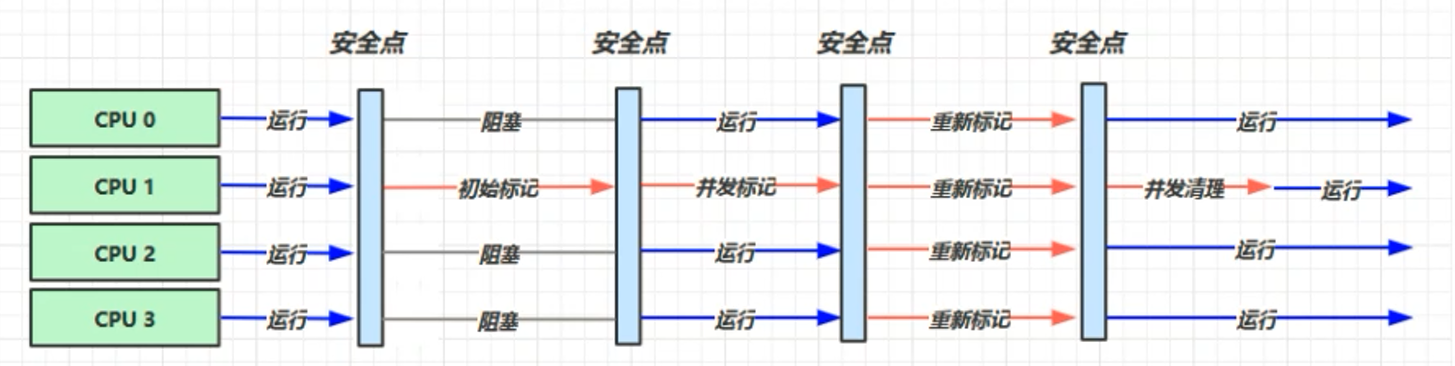 安全点 安全点 安全点 安全点
CPU 0 运行 阻塞 运行 重新标记 运行
CPU 1 运行 初始标记 并发标记 重新标记 并发清理 运行
CPU 2 运行 阻塞 运行 重新标记 运行
CPU 3 运行 阻塞 运行 重新标记 运行